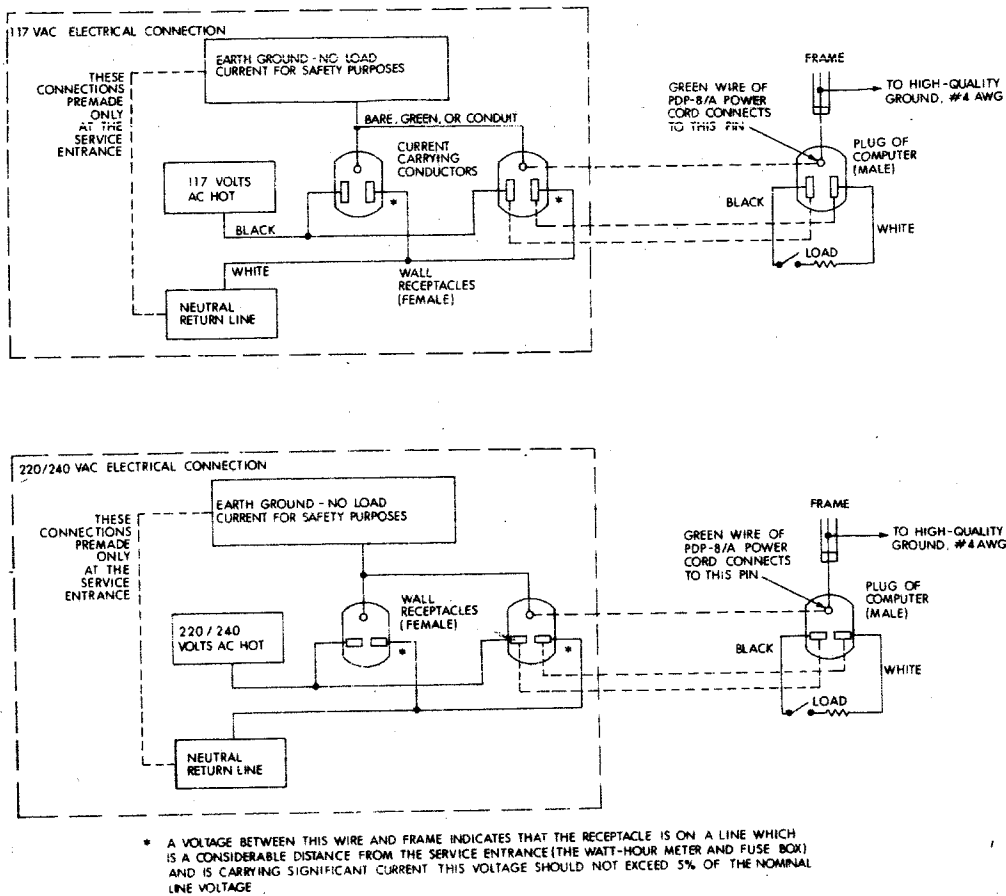 117 VAC ELECTRICAL CONNECTION
EARTH GROUND - NO LOAD
CURRENT FOR SAFETY PURPOSES
THESE
CONNECTIONS
PREMADE
ONLY
AT THE
SERVICE
ENTRANCE
BARE, GREEN, OR CONDUIT
CURRENT
CARRYING
CONDUCTORS
117 VOLTS
AC HOT
*
*
BLACK
WHITE
WALL
RECEPTACLES
(FEMALE)
NEUTRAL
RETURN LINE
FRAME
TO HIGH-QUALITY
GROUND, #4 AWG
GREEN WIRE OF
PDP-8/A POWER
CORD CONNECTS
TO THIS PIN
PLUG OF
COMPUTER
(MALE)
BLACK
WHITE
LOAD
220/240 VAC ELECTRICAL CONNECTION
EARTH GROUND - NO LOAD
CURRENT FOR SAFETY PURPOSES
THESE
CONNECTIONS
PREMADE
ONLY
AT THE
SERVICE
ENTRANCE
WALL
RECEPTACLES
(FEMALE)
220/240
VOLTS AC HOT
*
*
NEUTRAL
RETURN LINE
FRAME
TO HIGH-QUALITY
GROUND, #4 AWG
GREEN WIRE OF
PDP-8/A POWER
CORD CONNECTS
TO THIS PIN
PLUG OF
COMPUTER
(MALE)
BLACK
WHITE
LOAD
* A VOLTAGE BETWEEN THIS WIRE AND FRAME INDICATES THAT THE RECEPTACLE IS ON A LINE WHICH
IS A CONSIDERABLE DISTANCE FROM THE SERVICE ENTRANCE (THE WATT-HOUR METER AND FUSE BOX)
AND IS CARRYING SIGNIFICANT CURRENT THIS VOLTAGE SHOULD NOT EXCEED 5% OF THE NOMINAL
LINE VOLTAGE